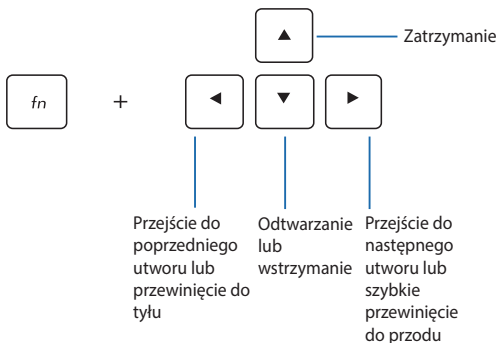 Zatrzymanie
fn
+
Przejście do
poprzedniego
utworu lub
przewinięcie do
tyłu
Odtwarzanie
lub
wstrzymanie
Przejście do
następnego
utworu lub
szybkie
przewinięcie
do przodu